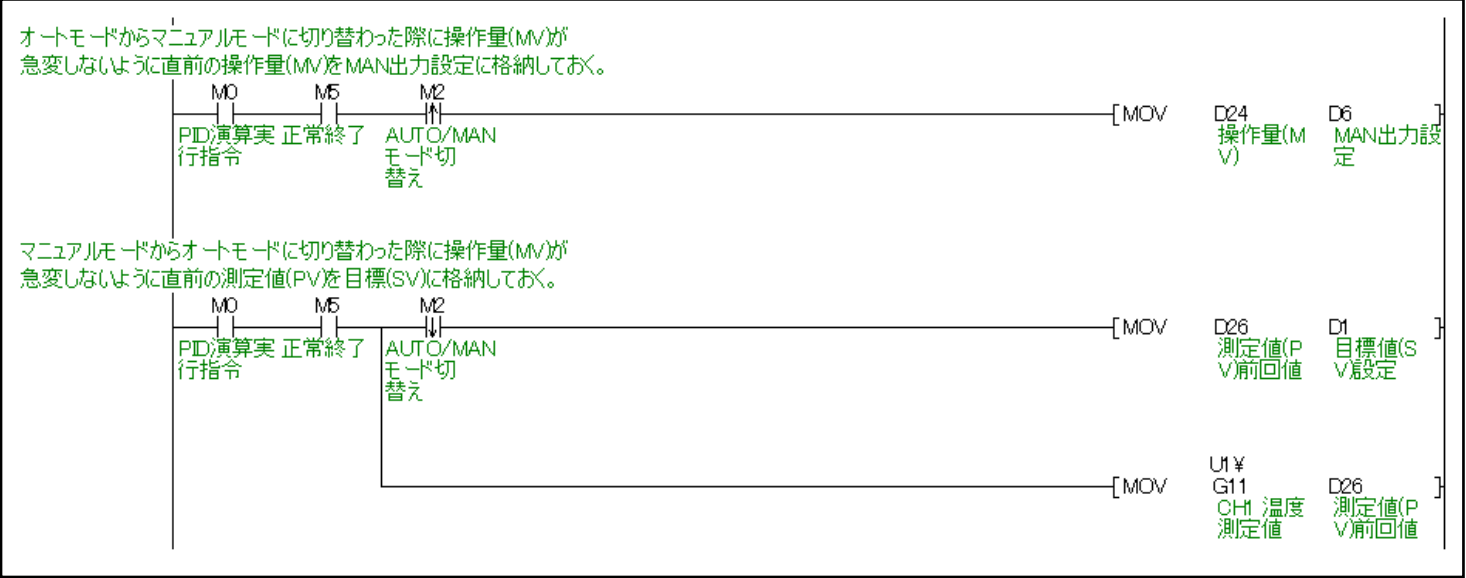 オートモードからマニュアルモードに切り替わった際に操作量(MV)が
急変しないように直前の操作量(MV)をMAN出力設定に格納しておく。
M0 M5 M2
[ MOV D24 D6 ]
PID演算実 正常終了 AUTO/MAN 操作量(M MAN出力設
行指令 モード切 V) 定
替え
マニュアルモードからオートモードに切り替わった際に操作量(MV)が
急変しないように直前の測定値(PV)を目標(SV)に格納しておく。
M0 M5 M2
[ MOV D26 D1 ]
PID演算実 正常終了 AUTO/MAN 測定値(P 目標値(S
行指令 モード切 V)前回値 V)設定
替え
U1¥
[ MOV G11 D26 ]
CH1 温度 測定値(P
測定値 V)前回値